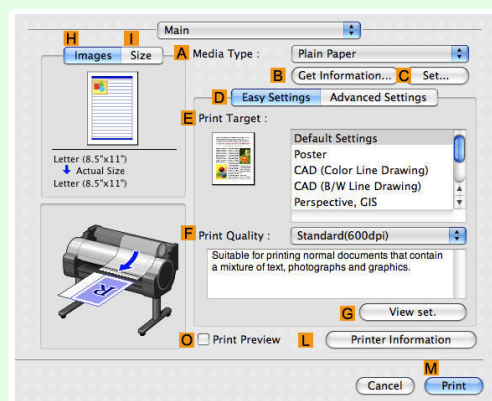 Main
H I
Images Size
A Media Type : Plain Paper
B Get Information... C Set...
D Easy Settings Advanced Settings
E Print Target :
Default Settings
Poster
CAD (Color Line Drawing)
CAD (B/W Line Drawing)
Perspective, GIS
Letter (8.5"x11")
Actual Size
Letter (8.5"x11")
F Print Quality : Standard(600dpi)
Suitable for printing normal documents that contain
a mixture of text, photographs and graphics.
G View set.
O Print Preview L Printer Information
M
Cancel Print